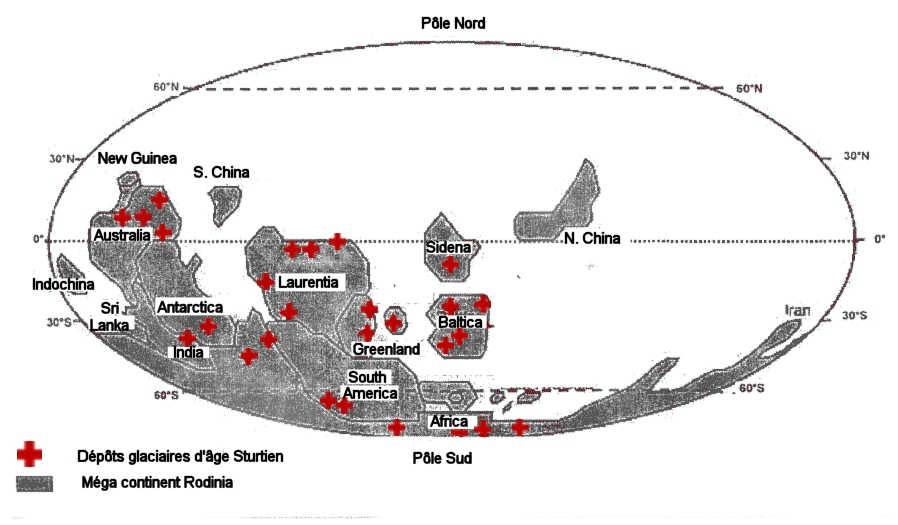 Pôle Nord
60°N
60°N
30°N
30°N
New Guinea
S. China
Australia
0°
0°
Sidena
N. China
Indochina
Laurentia
Sri
Lanka
Antarctica
Iran
30°S
30°S
Baltica
India
Greenland
South
America
60°S
60°S
Africa
Pôle Sud
Dépôts glaciaires d'âge Sturtien
Méga continent Rodinia